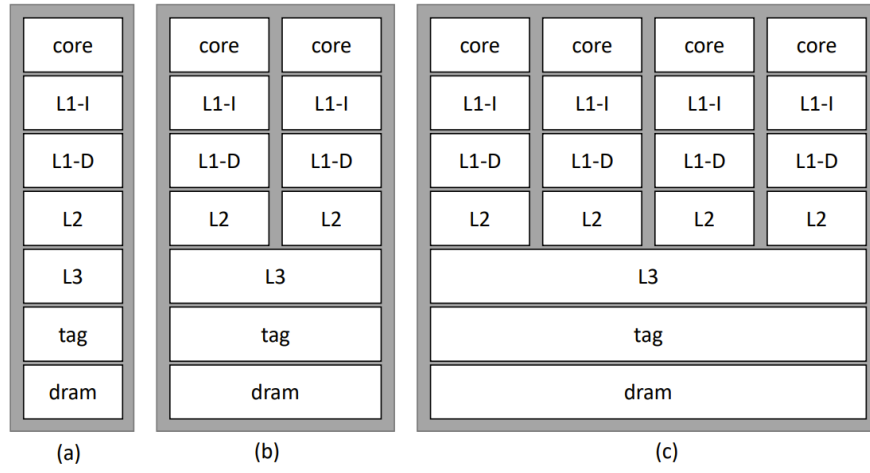 core core core core core core core
L1-I L1-I L1-I L1-I L1-I L1-I L1-I
L1-D L1-D L1-D L1-D L1-D L1-D L1-D
L2 L2 L2 L2 L2 L2 L2
L3 L3 L3
tag tag tag
dram dram dram
(a) (b) (c)